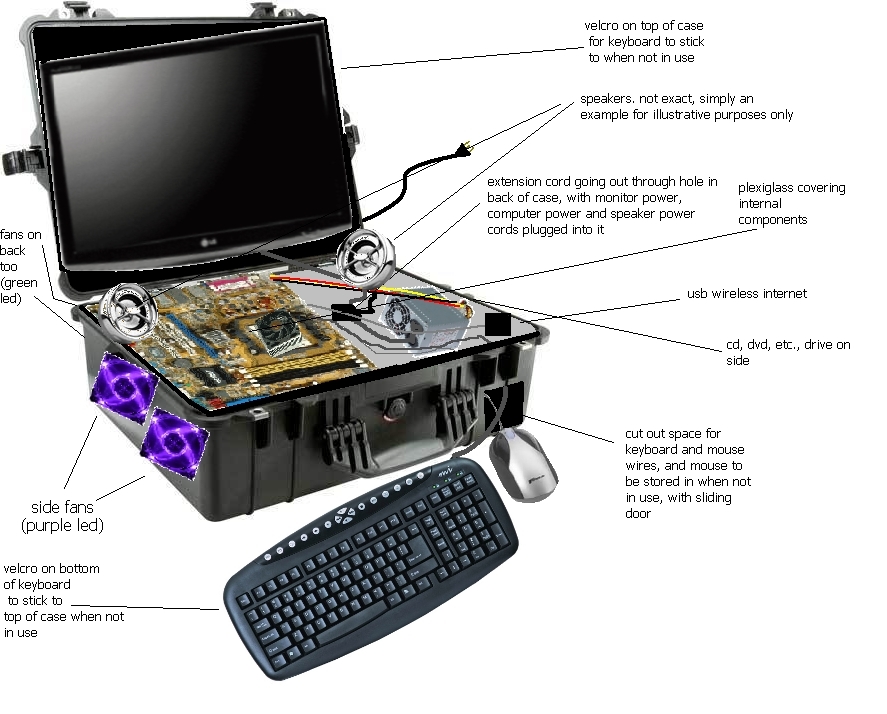 velcro on top of case
for keyboard to stick
to when not in use
speakers. not exact, simply an
example for illustrative purposes only
extension cord going out through hole in
back of case, with monitor power,
computer power and speaker power
cords plugged into it
plexiglass covering
internal
components
fans on
back
too
(green
led)
usb wireless internet
cd, dvd, etc., drive on
side
cut out space for
keyboard and mouse
wires, and mouse to
be stored in when not
in use, with sliding
door
side fans
(purple led)
velcro on bottom
of keyboard
to stick to
top of case when not
in use